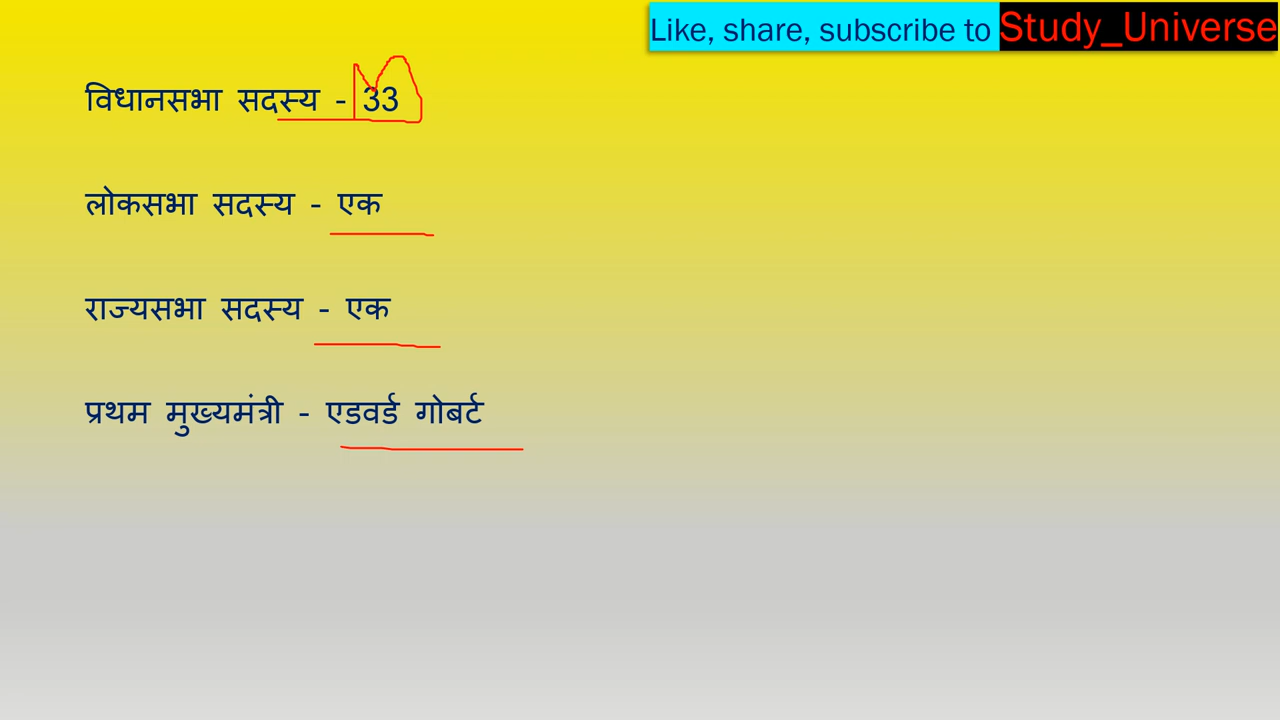 Like, share, subscribe to Study_Universe
विधानसभा सदस्य - 33
लोकसभा सदस्य - एक
राज्यसभा सदस्य - एक
प्रथम मुख्यमंत्री - एडवर्ड गोबर्ट